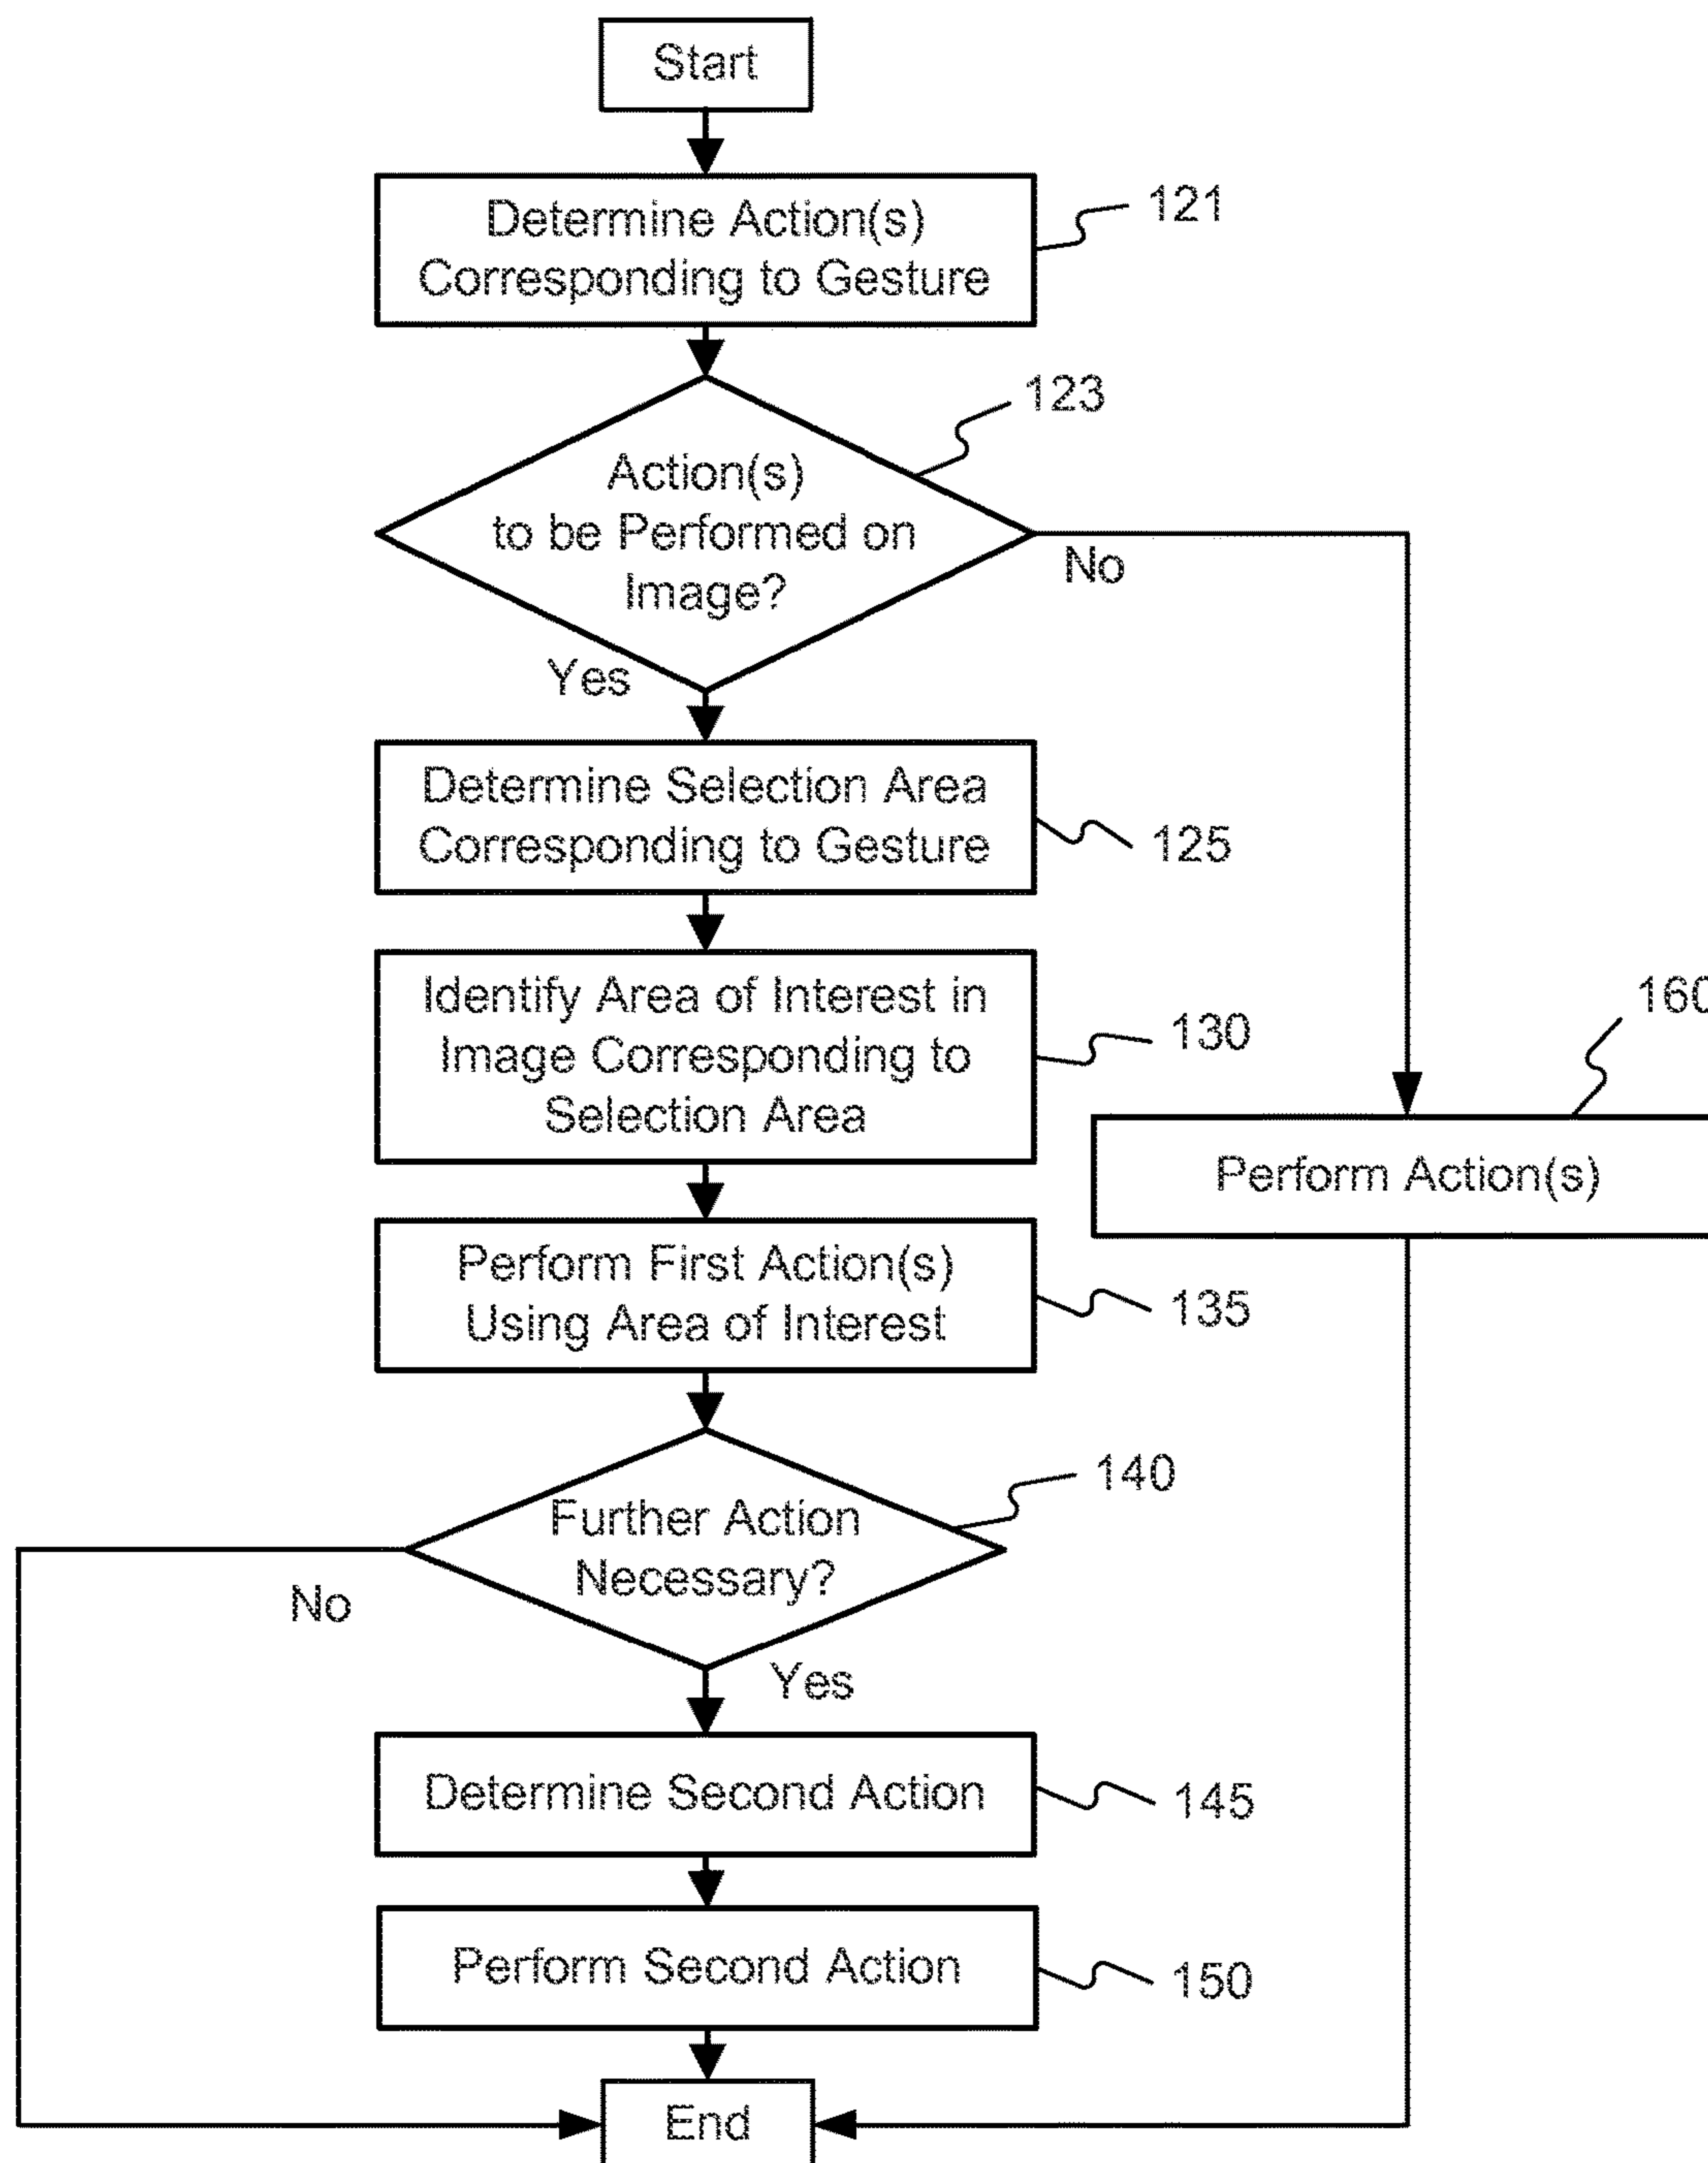 Start
Determine Action(s)
Corresponding to Gesture
121
123
Action(s)
to be Performed on
Image?
No
Yes
Determine Selection Area
Corresponding to Gesture
125
Identify Area of Interest in
Image Corresponding to
Selection Area
130
160
Perform Action(s)
Perform First Action(s)
Using Area of Interest
135
140
Further Action
Necessary?
No
Yes
Determine Second Action
145
Perform Second Action
150
End